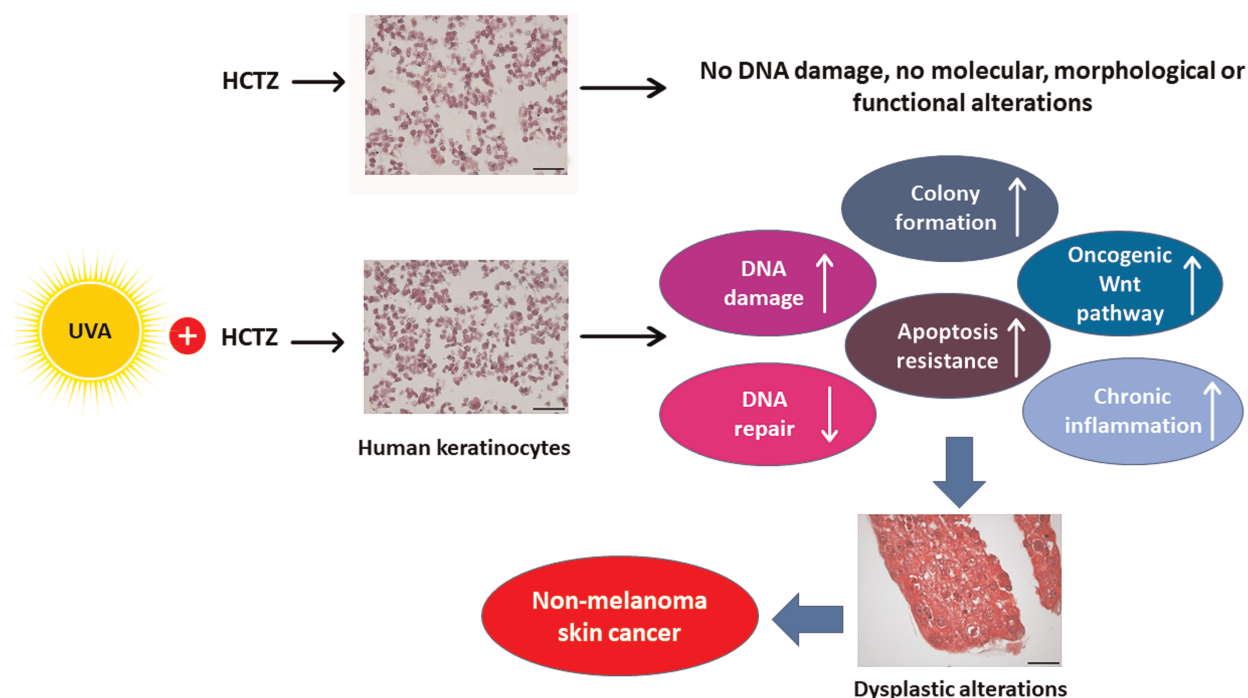 HCTZ
No DNA damage, no molecular, morphological or
functional alterations
UVA
+
HCTZ
Human keratinocytes
Colony
formation
DNA
damage
Oncogenic
Wnt
pathway
Apoptosis
resistance
DNA
repair
Chronic
inflammation
Non-melanoma
skin cancer
Dysplastic alterations